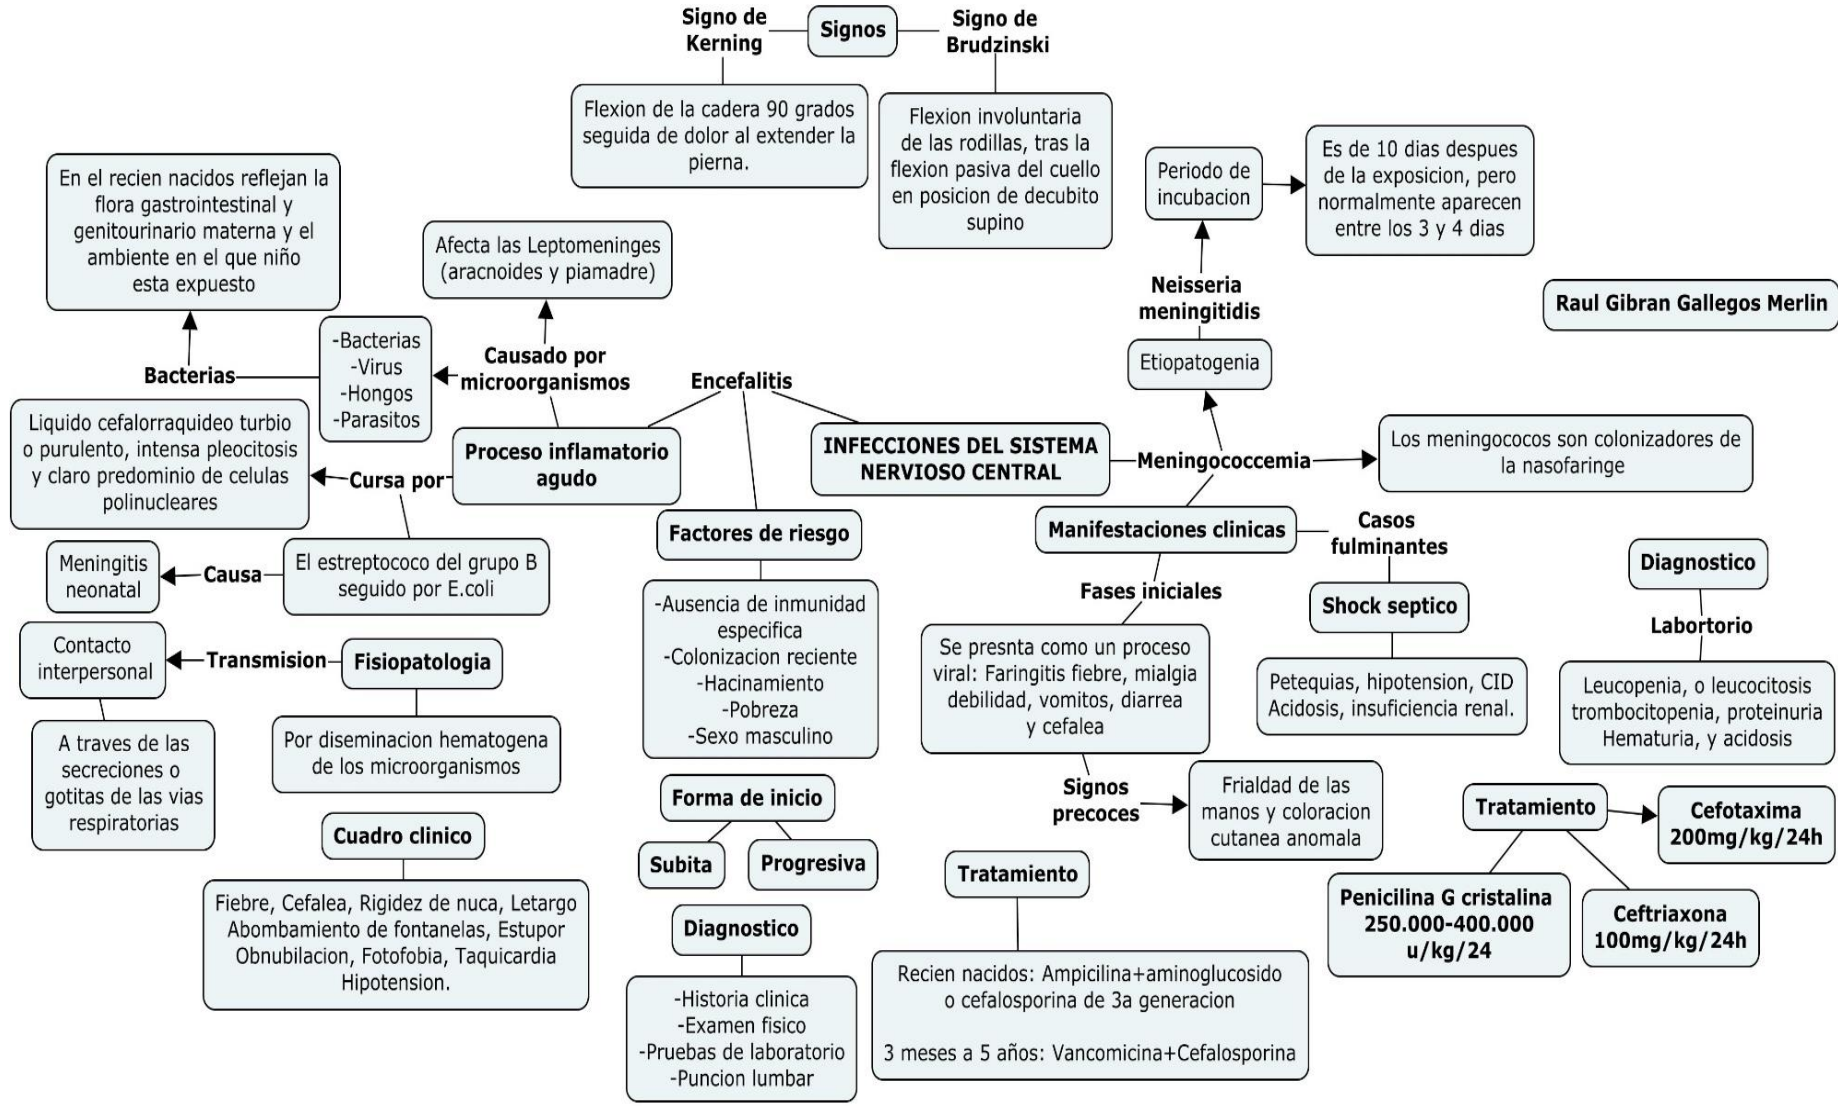 Signo de
Kerning
Signos
Signo de
Brudzinski
Flexion de la cadera 90 grados
seguida de dolor al extender la
pierna.
Flexion involuntaria
de las rodillas, tras la
flexion pasiva del cuello
en posicion de decubito
supino
Periodo de
incubacion
Es de 10 dias despues
de la exposicion, pero
normalmente aparecen
entre los 3 y 4 dias
En el recien nacidos reflejan la
flora gastrointestinal y
genitourinario materna y el
ambiente en el que niño
esta expuesto
Afecta las Leptomeninges
(aracnoides y piamadre)
Neisseria
meningitidis
Raul Gibran Gallegos Merlin
Bacterias
-Bacterias
-Virus
-Hongos
-Parasitos
Causado por
microorganismos
Encefalitis
Etiopatogenia
Liquido cefalorraquideo turbio
o purulento, intensa pleocitosis
y claro predominio de celulas
polinucleares
Cursa por
Proceso inflamatorio
agudo
INFECCIONES DEL SISTEMA
NERVIOSO CENTRAL
Meningococcemia
Los meningococos son colonizadores de
la nasofaringe
Meningitis
neonatal
Causa
El estreptococo del grupo B
seguido por E.coli
Factores de riesgo
Manifestaciones clinicas
Casos
fulminantes
Diagnostico
-Ausencia de inmunidad
especifica
-Colonizacion reciente
-Hacinamiento
-Pobreza
-Sexo masculino
Fases iniciales
Shock septico
Labortorio
Contacto
interpersonal
Transmision
Fisiopatologia
Se presnta como un proceso
viral: Faringitis fiebre, mialgia
debilidad, vomitos, diarrea
y cefalea
Petequias, hipotension, CID
Acidosis, insuficiencia renal.
Leucopenia, o leucocitosis
trombocitopenia, proteinuria
Hematuria, y acidosis
A traves de las
secreciones o
gotitas de las vias
respiratorias
Por diseminacion hematogena
de los microorganismos
Forma de inicio
Subita
Progresiva
Signos
precoces
Frialdad de las
manos y coloracion
cutanea anomala
Tratamiento
Cefotaxima
200mg/kg/24h
Cuadro clinico
Fiebre, Cefalea, Rigidez de nuca, Letargo
Abombamiento de fontanelas, Estupor
Obnubilacion, Fotofobia, Taquicardia
Hipotension.
Diagnostico
-Historia clinica
-Examen fisico
-Pruebas de laboratorio
-Puncion lumbar
Tratamiento
Recien nacidos: Ampicilina+aminoglucosido
o cefalosporina de 3a generacion
3 meses a 5 años: Vancomicina+Cefalosporina
Penicilina G cristalina
250.000-400.000
u/kg/24
Ceftriaxona
100mg/kg/24h